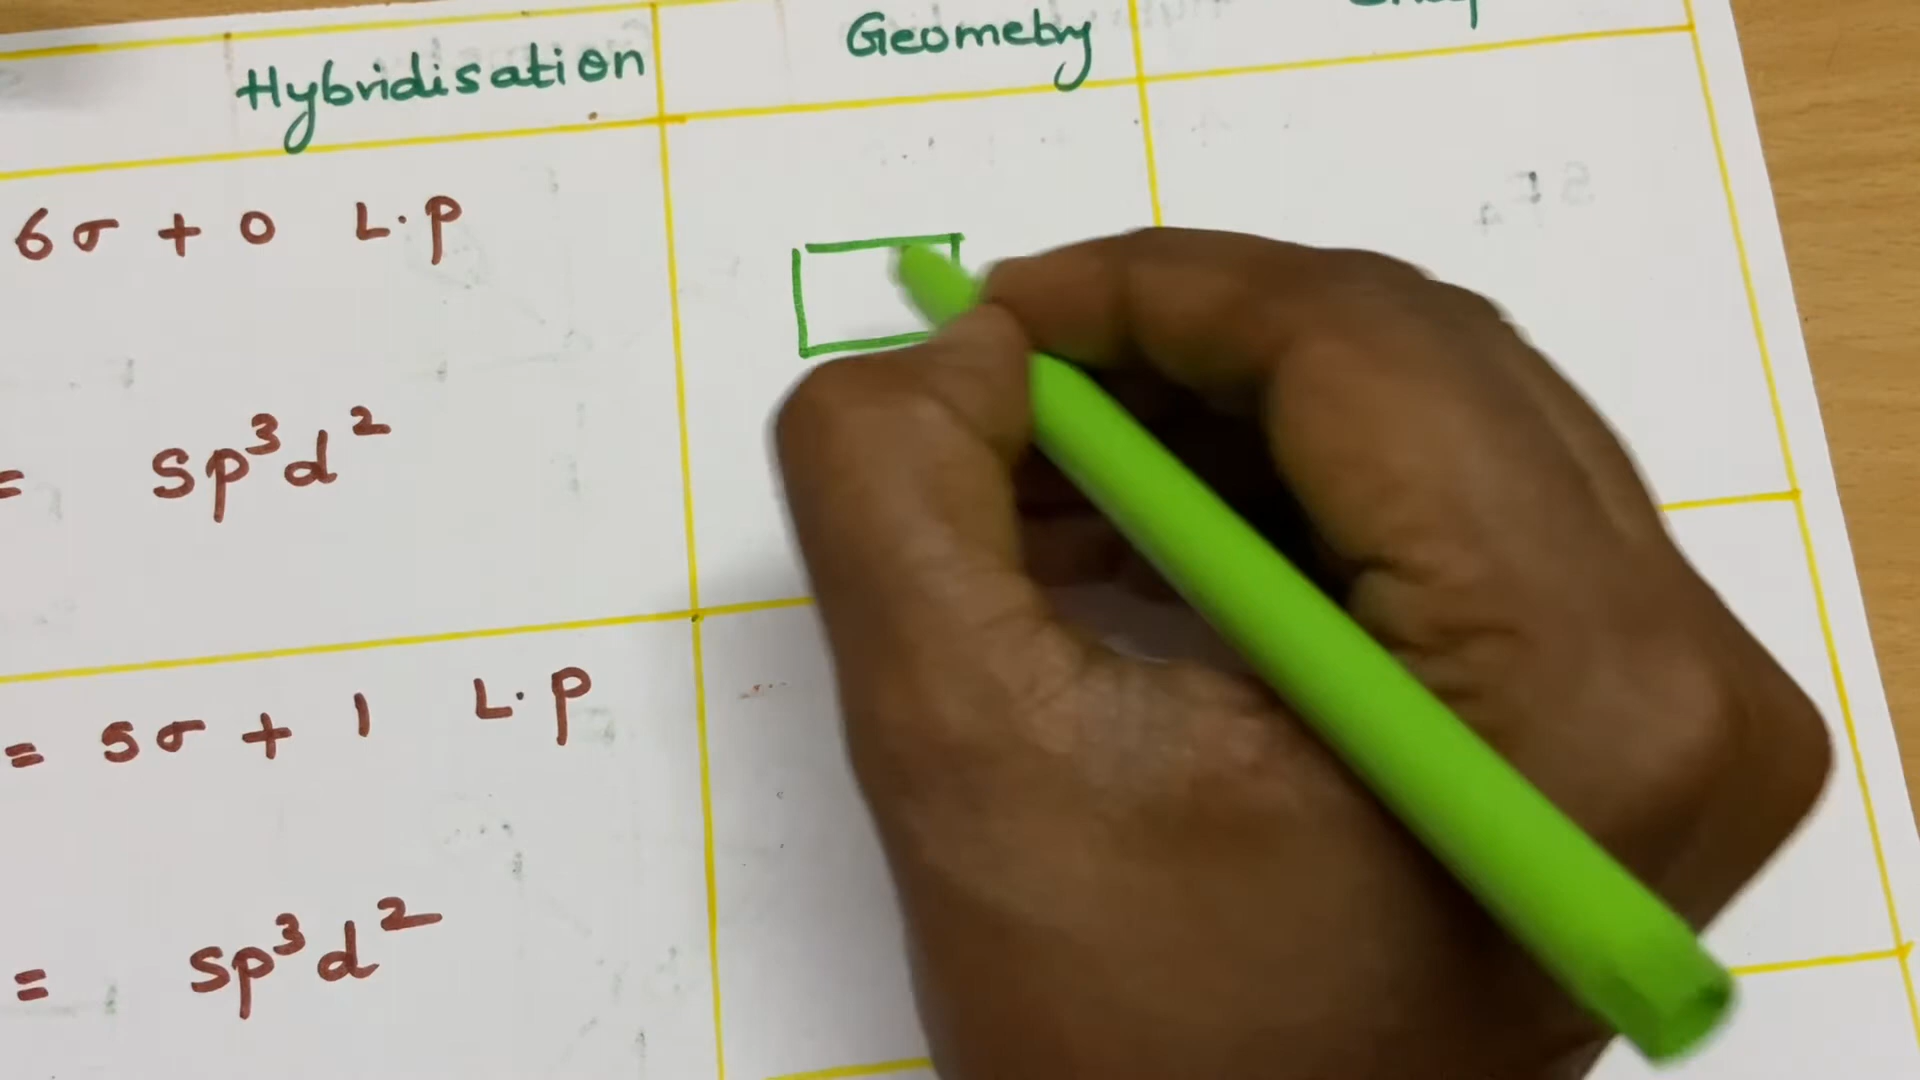 Hybridisation Geometry
6σ + 0 L.p
= sp³d²
= 5σ + 1 L.p
= sp³d²